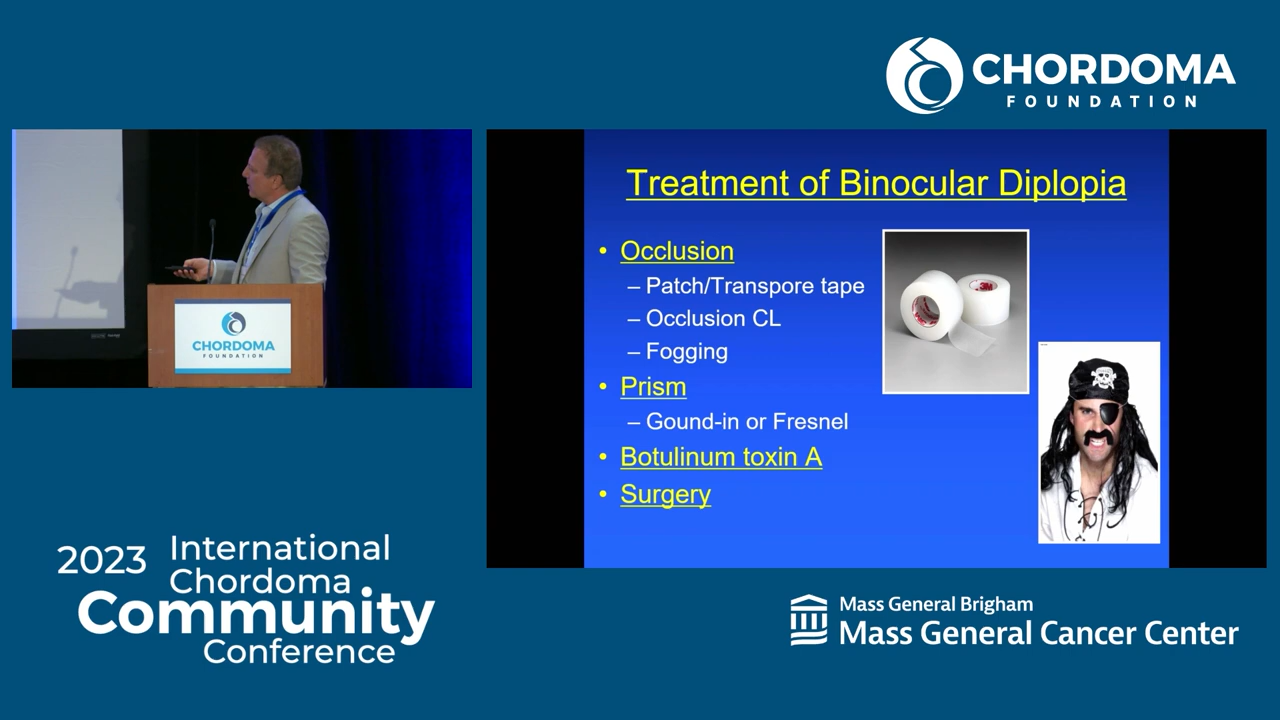 CHORDOMA
FOUNDATION
CHORDOMA
FOUNDATION
Treatment of Binocular Diplopia
• Occlusion
– Patch/Transpore tape
– Occlusion CL
– Fogging
• Prism
– Gound-in or Fresnel
• Botulinum toxin A
• Surgery
3M
2023 International
Chordoma
Community
Conference
Mass General Brigham
Mass General Cancer Center